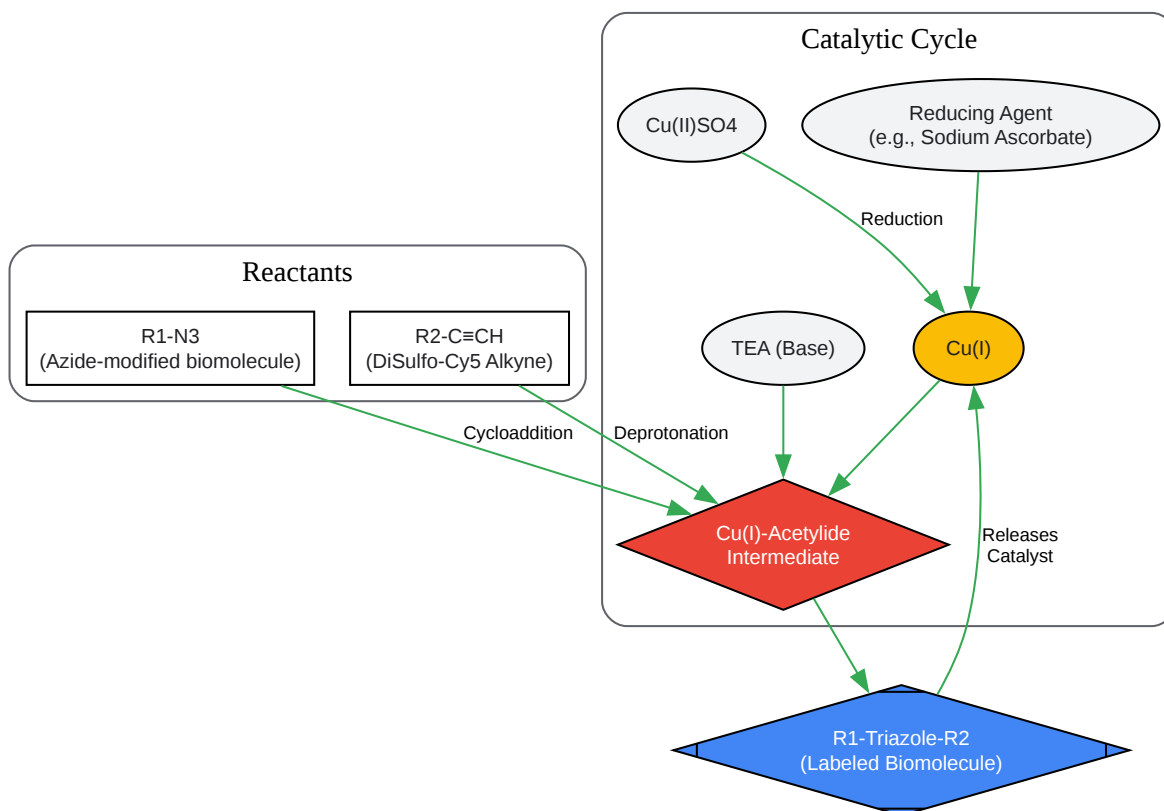 Catalytic Cycle
Cu(II)SO4
Reducing Agent
(e.g., Sodium Ascorbate)
Reduction
Reactants
R1-N3
(Azide-modified biomolecule)
R2-C≡CH
(DiSulfo-Cy5 Alkyne)
TEA (Base)
Cu(I)
Cycloaddition
Deprotonation
Cu(I)-Acetylide
Intermediate
Releases
Catalyst
R1-Triazole-R2
(Labeled Biomolecule)